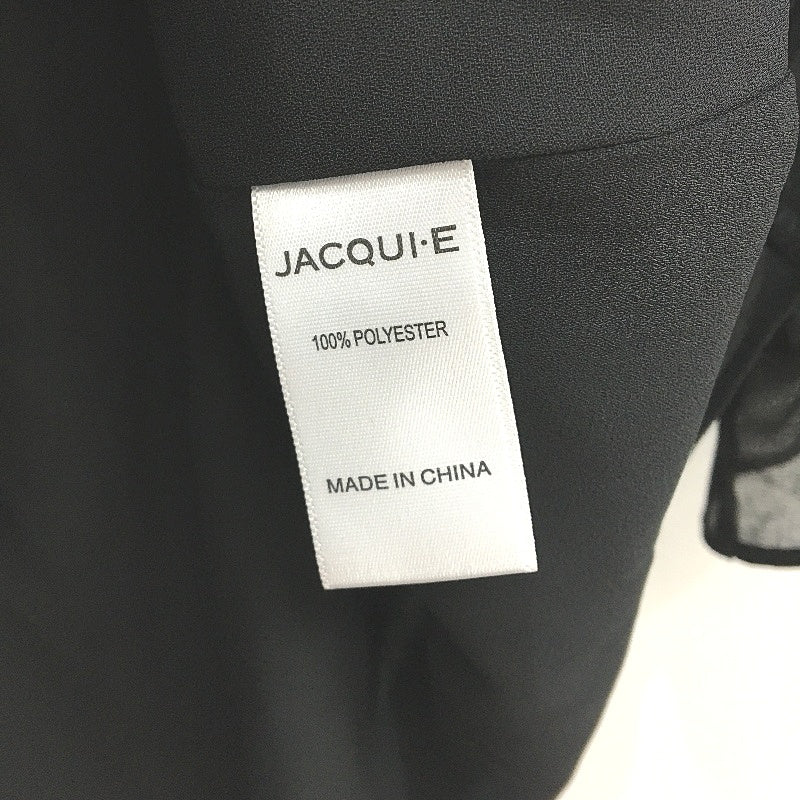 JACQUI·E
100% POLYESTER
MADE IN CHINA